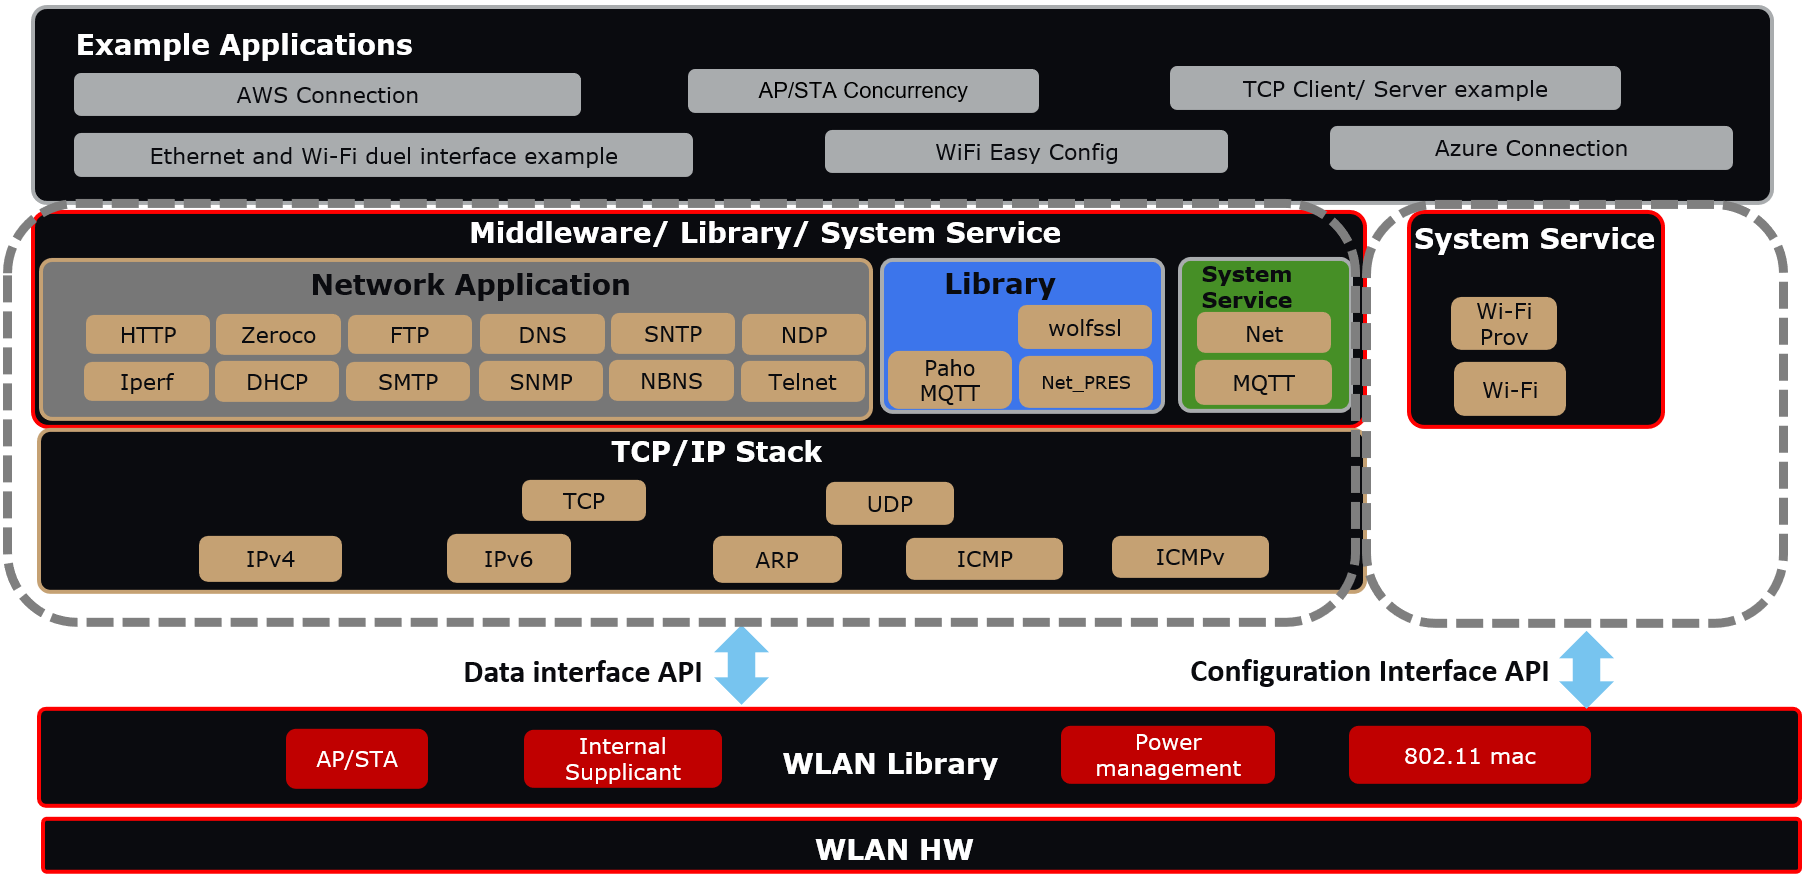 Example Applications
AWS Connection
AP/STA Concurrency
TCP Client/ Server example
Ethernet and Wi-Fi duel interface example
WiFi Easy Config
Azure Connection
Middleware/ Library/ System Service
Network Application
HTTP
Zeroco
FTP
DNS
SNTP
NDP
Iperf
DHCP
SMTP
SNMP
NBNS
Telnet
Library
wolfssl
Paho
MQTT
Net_PRES
System
Service
Net
MQTT
System Service
Wi-Fi
Prov
Wi-Fi
TCP/IP Stack
TCP
UDP
IPv4
IPv6
ARP
ICMP
ICMPv
Data interface API
Configuration Interface API
AP/STA
Internal
Supplicant
WLAN Library
Power
management
802.11 mac
WLAN HW